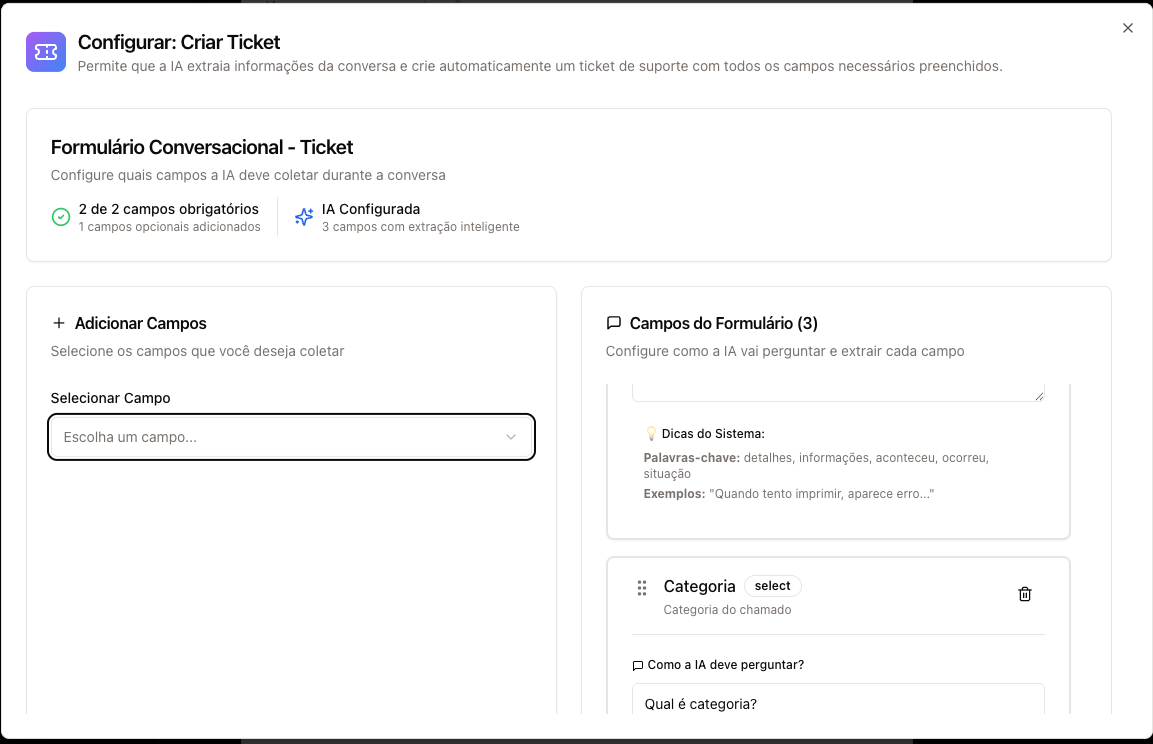 Configurar: Criar Ticket
Permite que a IA extraia informações da conversa e crie automaticamente um ticket de suporte com todos os campos necessários preenchidos.
Formulário Conversacional - Ticket
Configure quais campos a IA deve coletar durante a conversa
2 de 2 campos obrigatórios
1 campos opcionais adicionados
IA Configurada
3 campos com extração inteligente
Adicionar Campos
Selecione os campos que você deseja coletar
Selecionar Campo
Escolha um campo...
Campos do Formulário (3)
Configure como a IA vai perguntar e extrair cada campo
Dicas do Sistema:
Palavras-chave: detalhes, informações, aconteceu, ocorreu,
situação
Exemplos: "Quando tento imprimir, aparece erro..."
Categoria select
Categoria do chamado
Como a IA deve perguntar?
Qual é categoria?